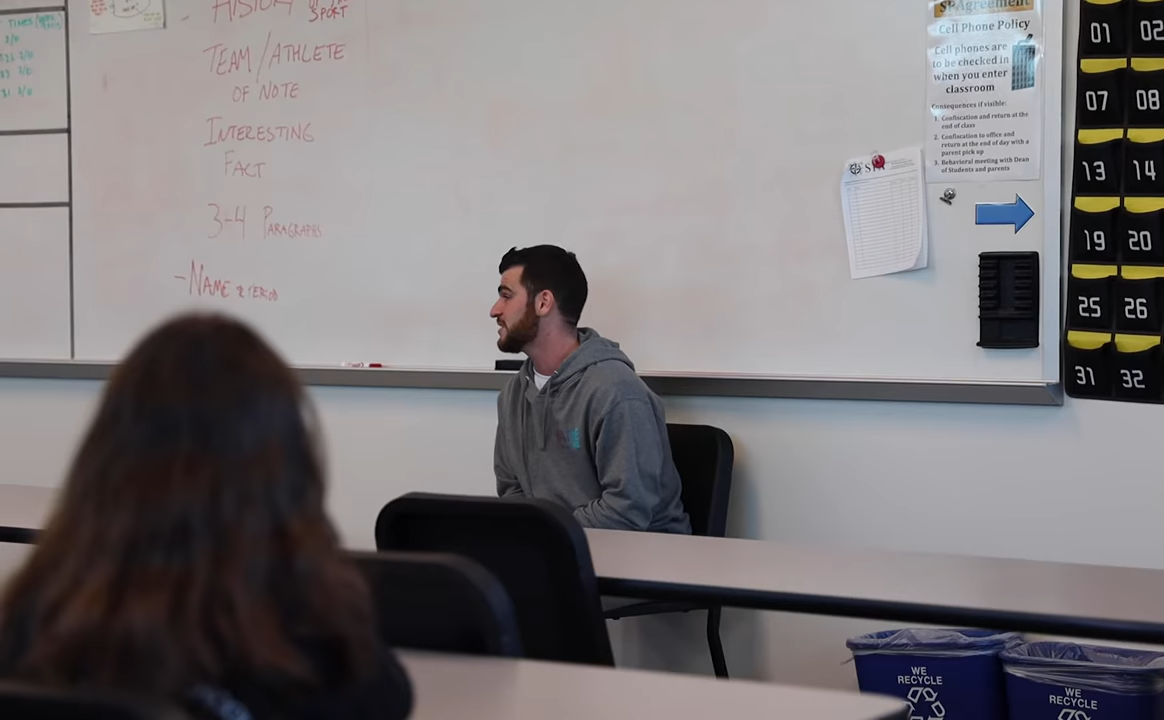 HISTORY OF THE
SPORT
TEAM/ATHLETE
OF NOTE
INTERESTING
FACT
3-4 PARAGRAPHS
-NAME & PERIOD
TIMES/
Agreement
Cell Phone Policy
Cell phones are
to be checked in
when you enter
classroom
Consequences if visible:
1. Confiscation and return at the
end of class
2. Confiscation to office and
return at the end of day with a
parent pick up
3. Behavioral meeting with Dean
of Students and parents
01 02
07 08
13 14
19 20
25 26
31 32
WE
RECYCLE
WE
RECYCLE